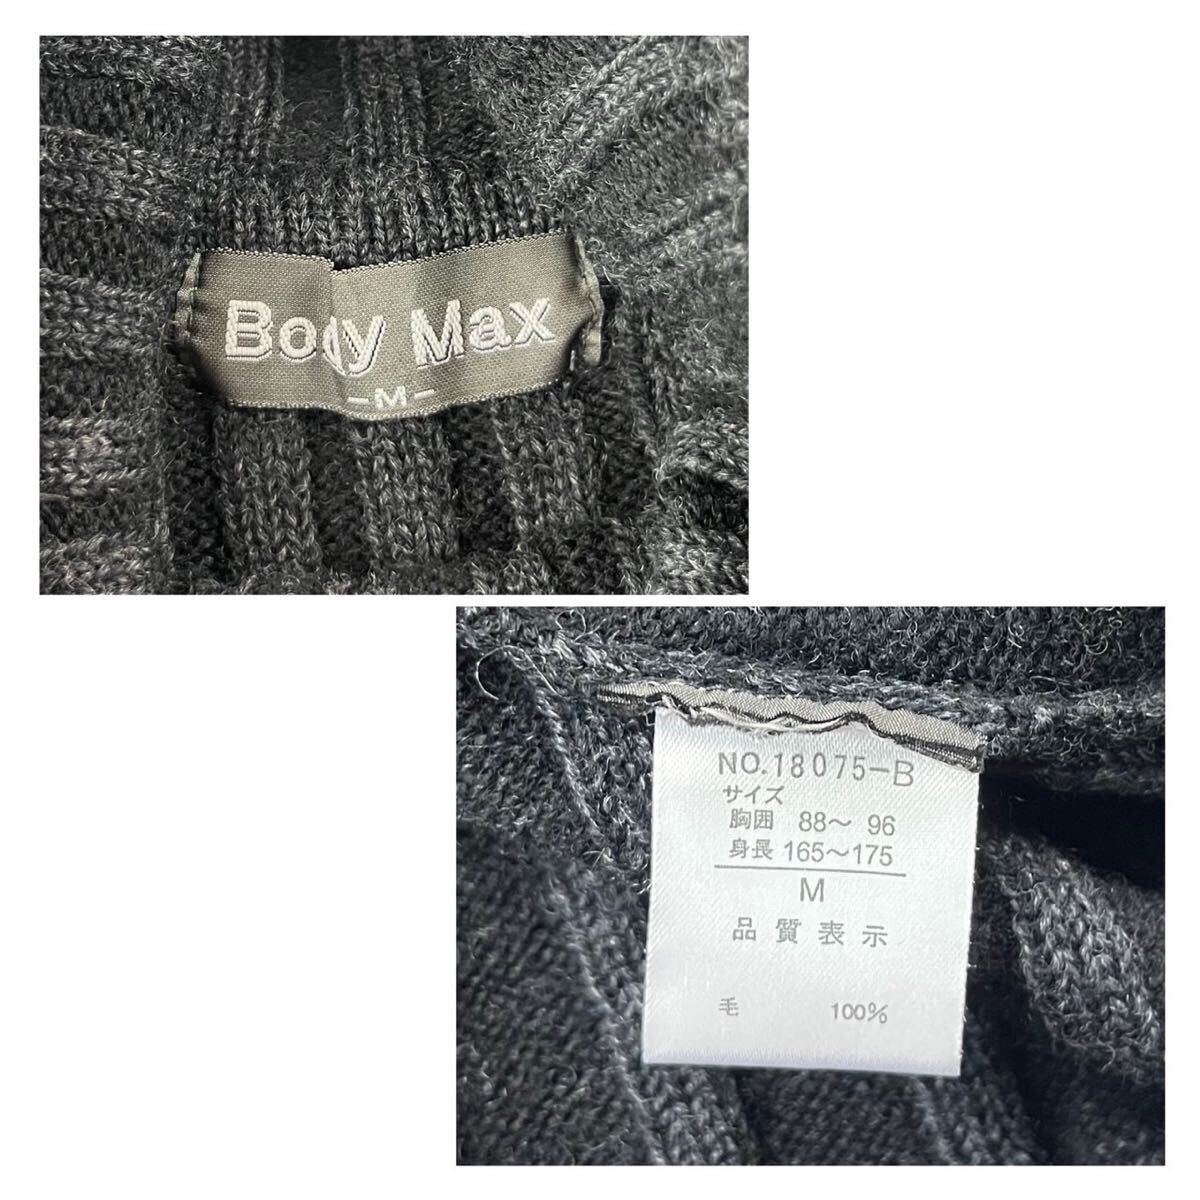 Body Max
-M-
NO.18075-B
サイズ
胸囲 88～ 96
身長 165～175
M
品質表示
毛 100%